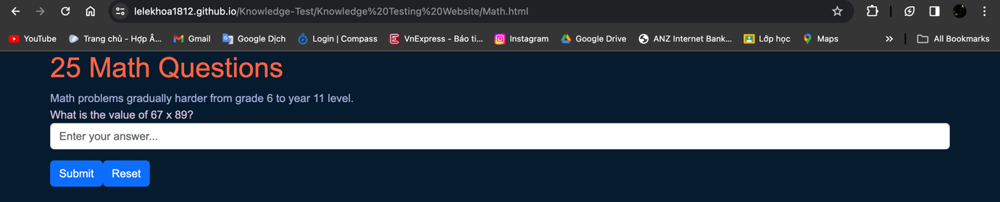 lelekhoa1812.github.io/Knowledge-Test/Knowledge%20Testing%20Website/Math.html
YouTube Trang chủ - Hợp Â... Gmail Google Dịch Login | Compass VnExpress - Báo ti... Instagram Google Drive ANZ Internet Bank... Lớp học Maps » All Bookmarks
25 Math Questions
Math problems gradually harder from grade 6 to year 11 level.
What is the value of 67 x 89?
Enter your answer...
Submit Reset